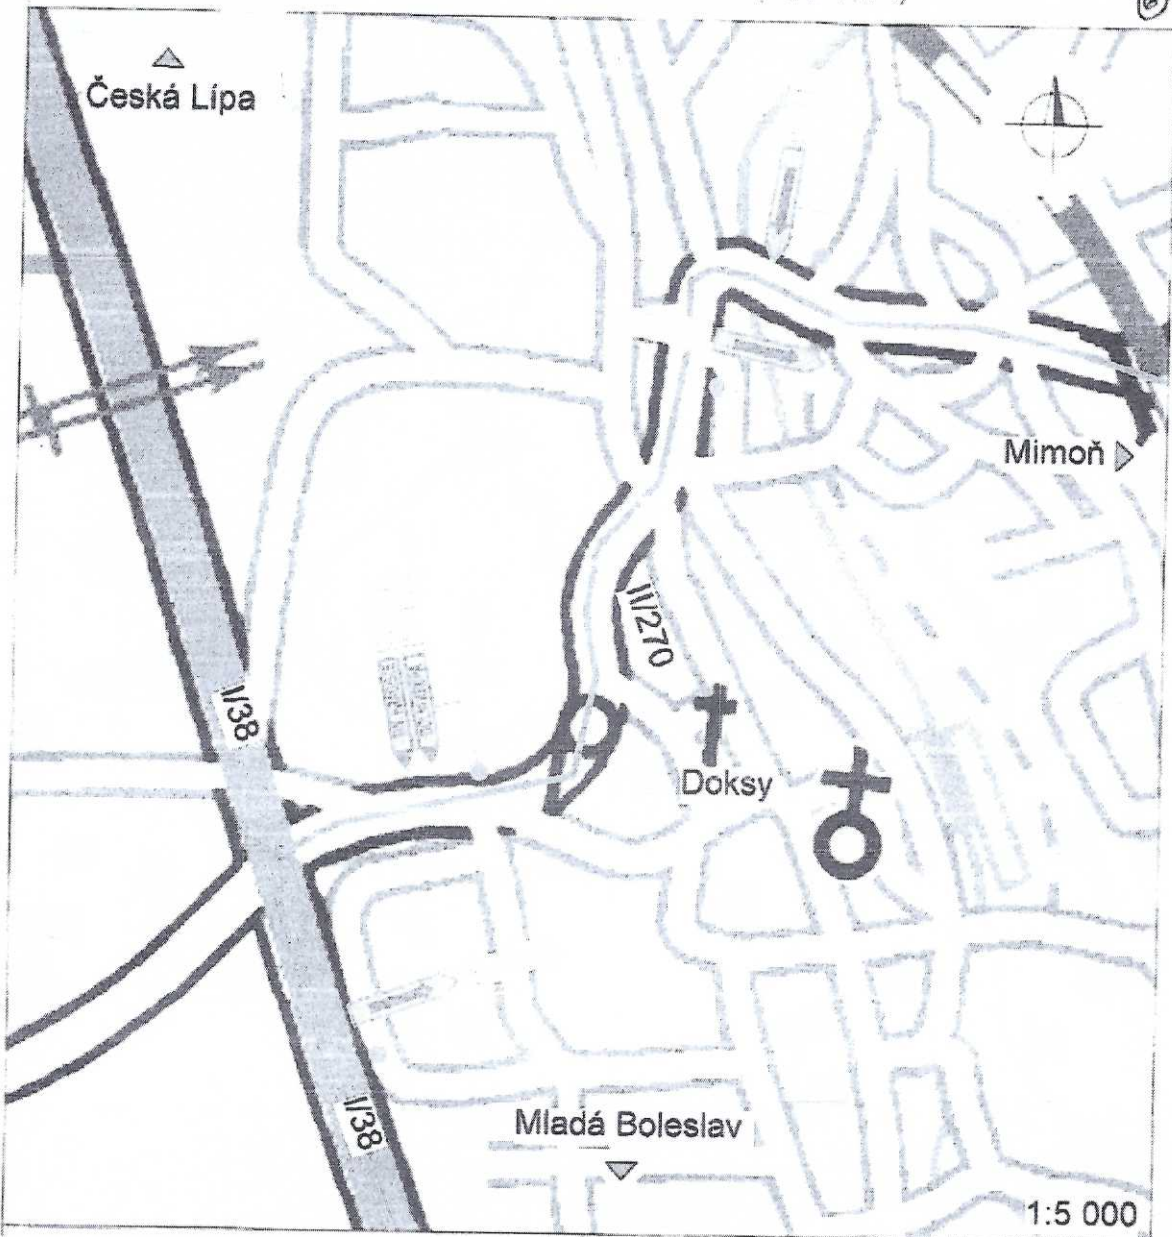 Česká Lípa
Mimoň
II/270
I/38
Doksy
I/38
Mladá Boleslav
1:5 000